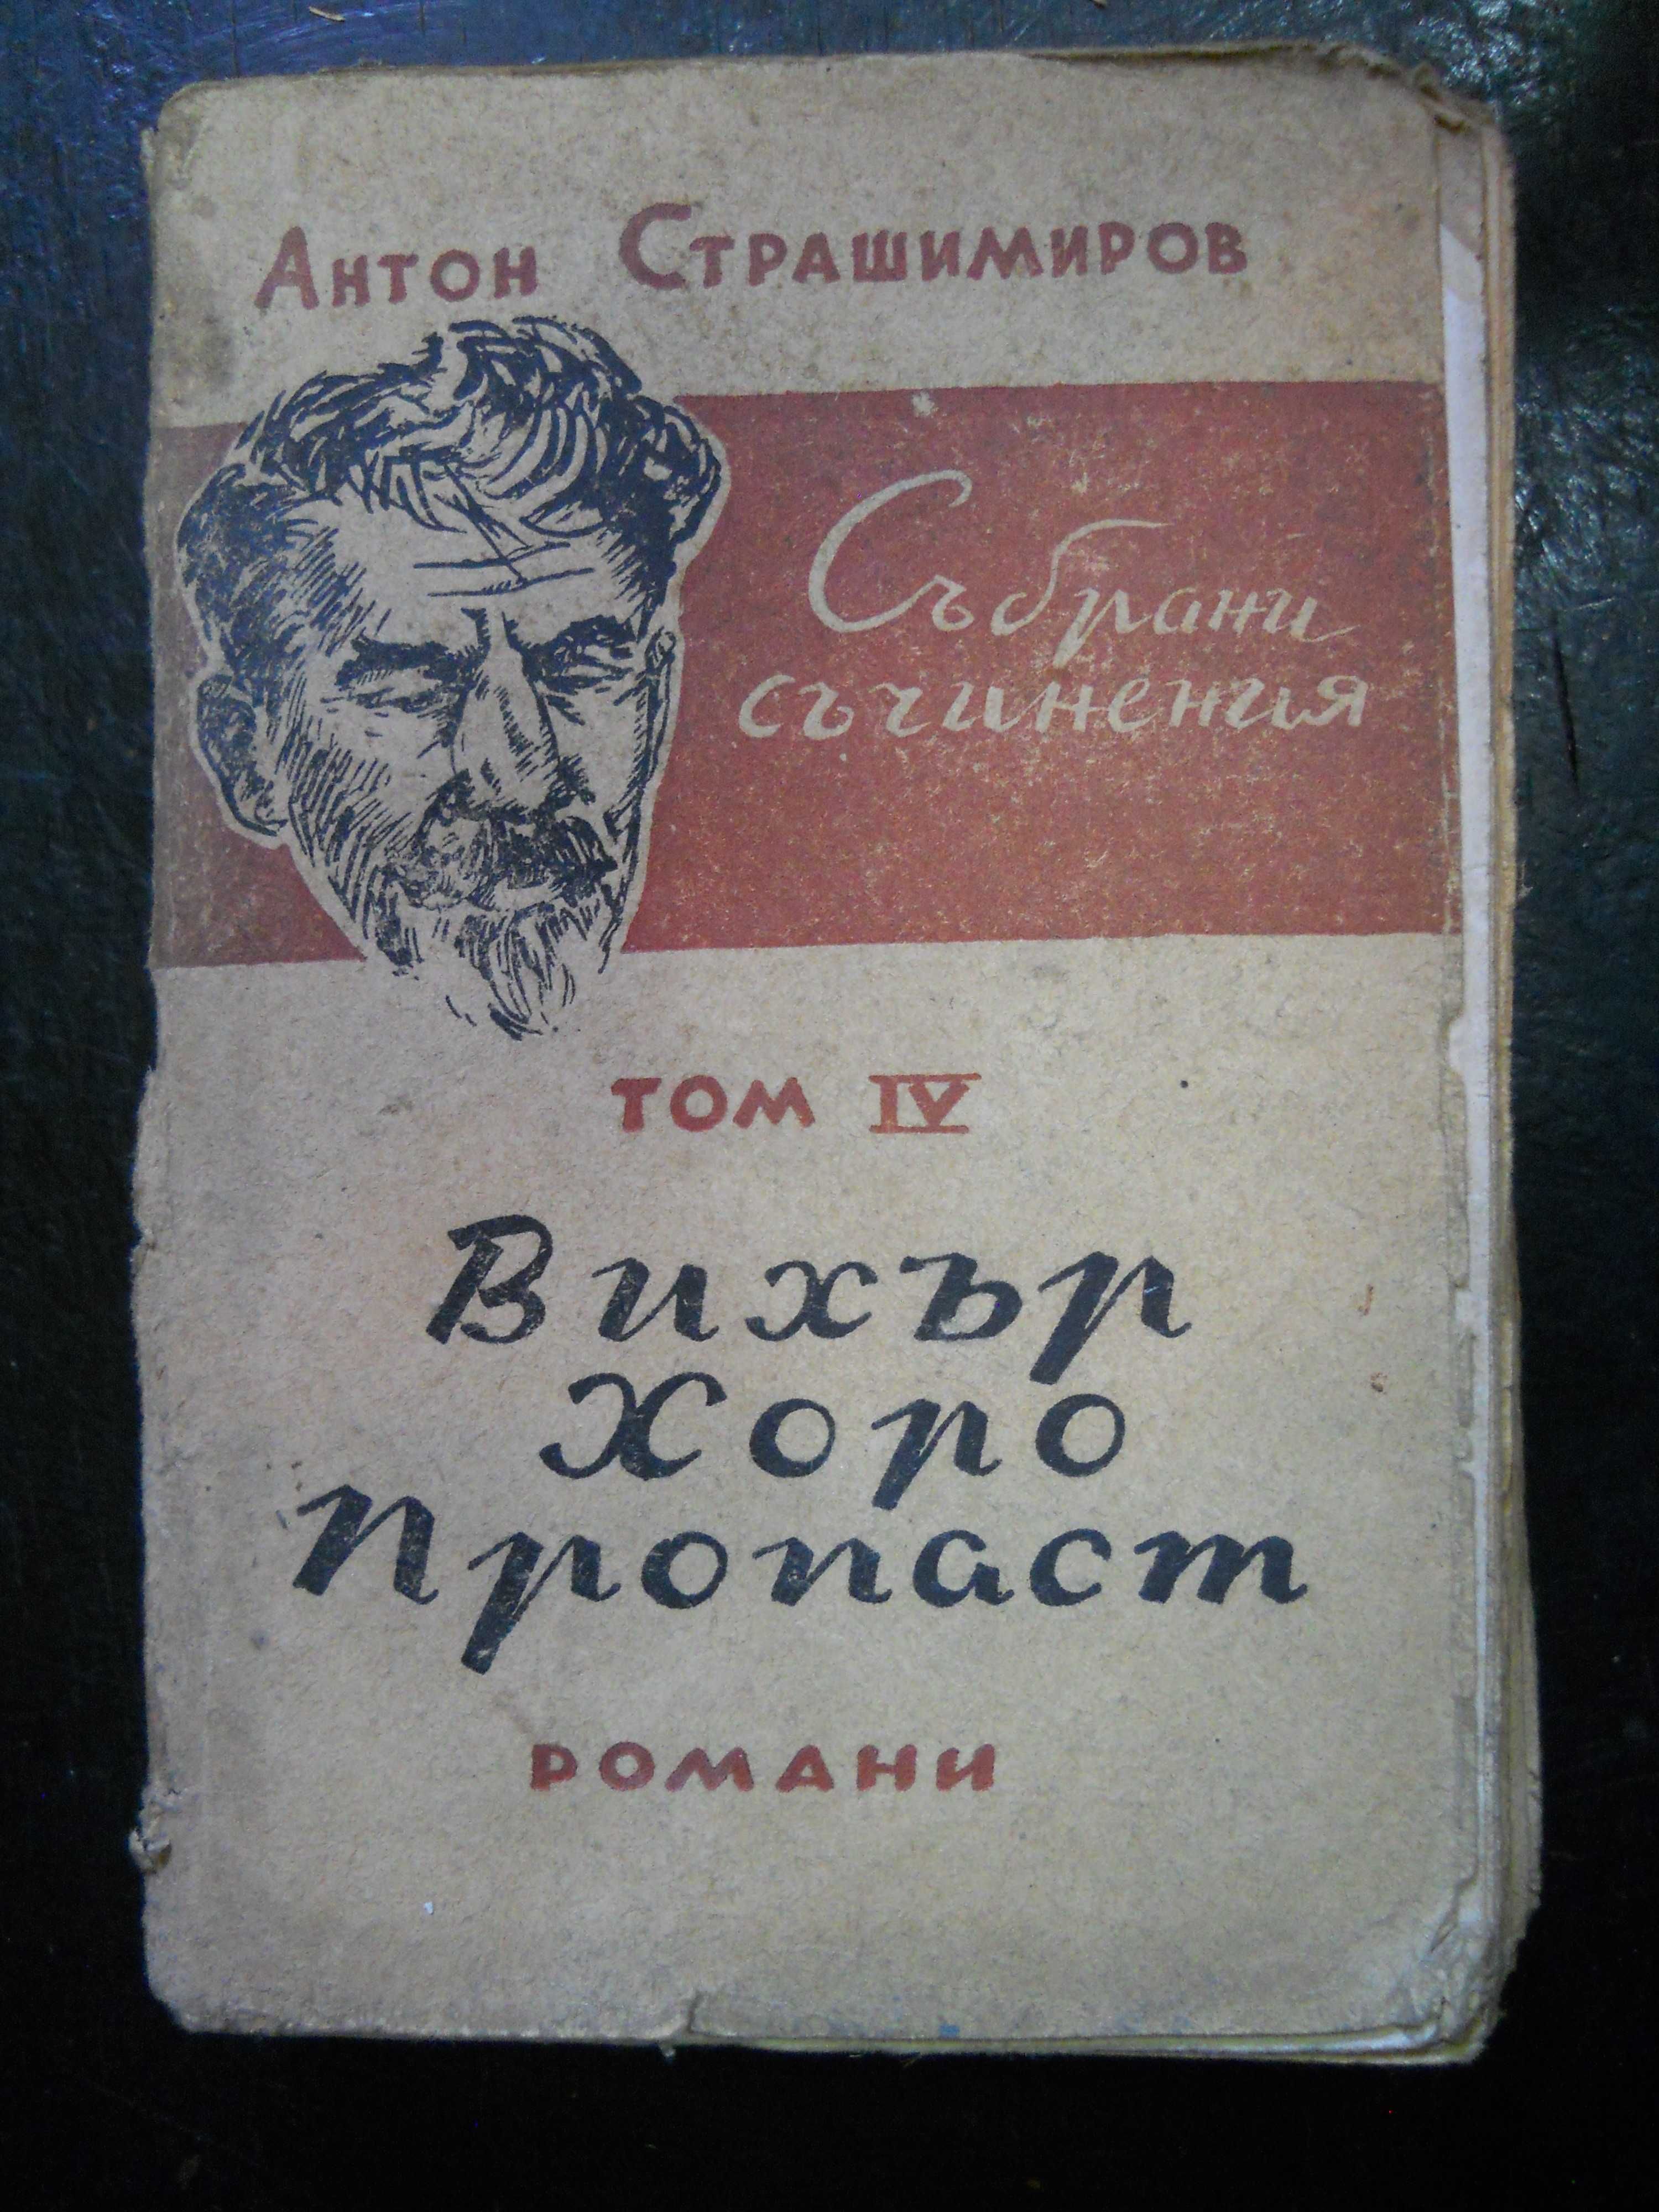 Антон Страшимиров
Събрани
съчинения
том IV
Вихър
Хоро
Пропаст
романи